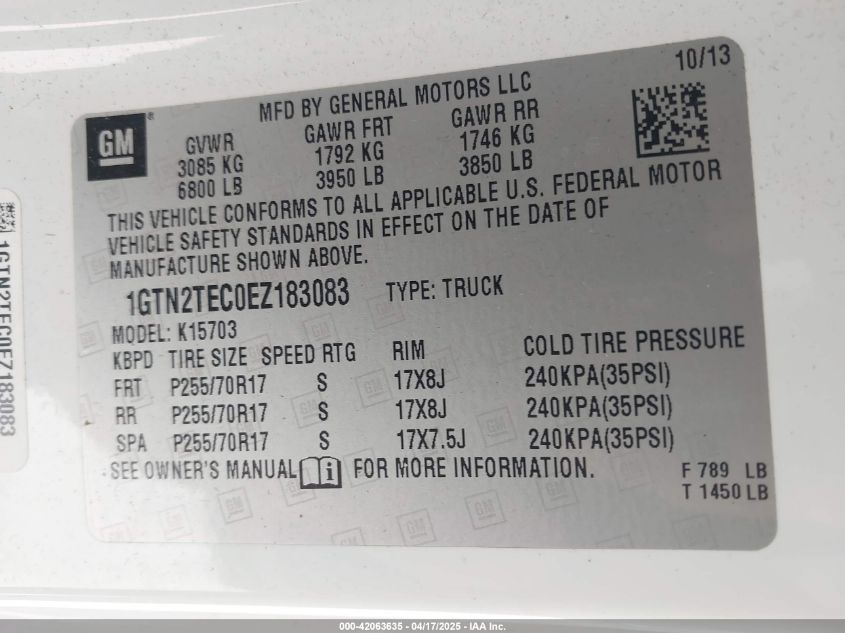 10/13
MFD BY GENERAL MOTORS LLC
GM ®
GVWR GAWR FRT GAWR RR
3085 KG 1792 KG 1746 KG
6800 LB 3950 LB 3850 LB
THIS VEHICLE CONFORMS TO ALL APPLICABLE U.S. FEDERAL MOTOR
VEHICLE SAFETY STANDARDS IN EFFECT ON THE DATE OF
MANUFACTURE SHOWN ABOVE.
1GTN2TEC0EZ183083 TYPE: TRUCK
MODEL: K15703
KBPD TIRE SIZE SPEED RTG RIM COLD TIRE PRESSURE
FRT P255/70R17 S 17X8J 240KPA(35PSI)
RR P255/70R17 S 17X8J 240KPA(35PSI)
SPA P255/70R17 S 17X7.5J 240KPA(35PSI)
SEE OWNER'S MANUAL i FOR MORE INFORMATION.
F 789 LB
T 1450 LB
1GTN2TEC0EZ183083
000-42063635 - 04/17/2025 - IAA Inc.